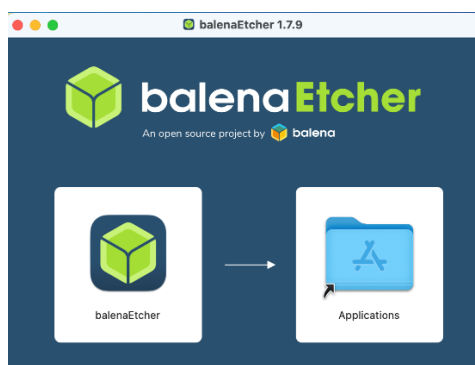 balenaEtcher 1.7.9
balenaEtcher
An open source project by balena
balenaEtcher
Applications